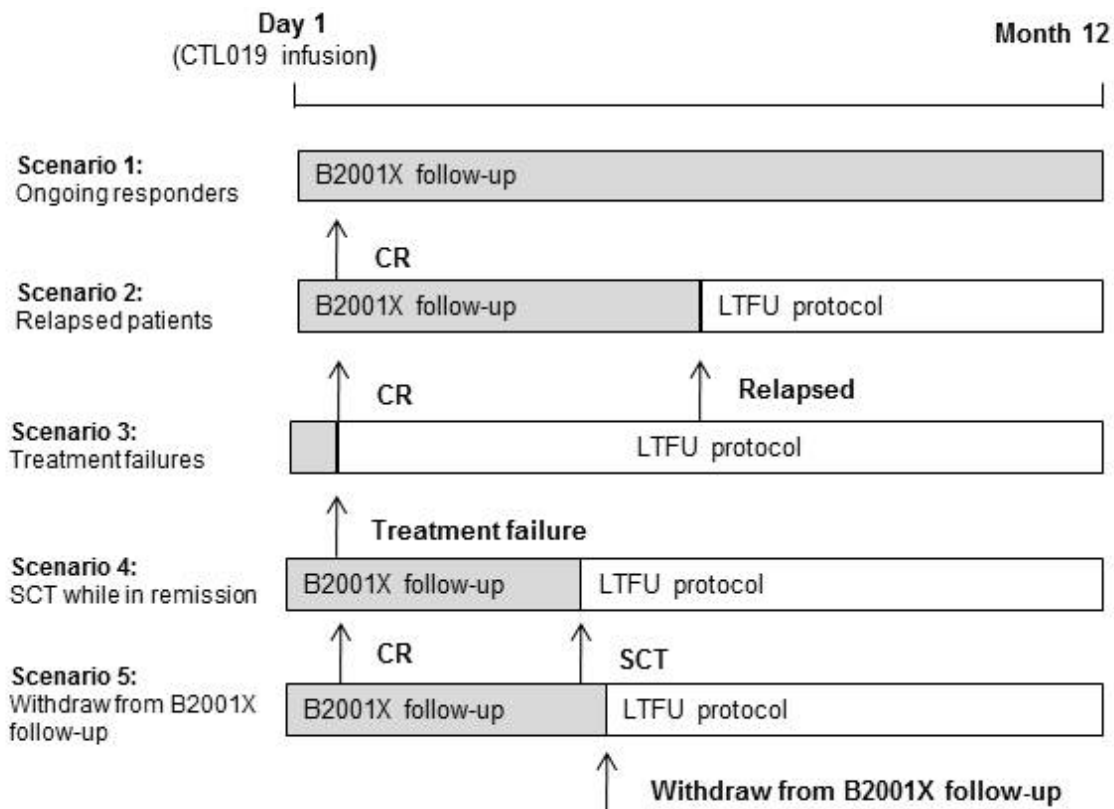 Day 1
(CTL019 infusion)
Month 12
Scenario 1:
Ongoing responders
B2001X follow-up
CR
Scenario 2:
Relapsed patients
B2001X follow-up
LTFU protocol
CR
Relapsed
Scenario 3:
Treatment failures
LTFU protocol
Treatment failure
Scenario 4:
SCT while in remission
B2001X follow-up
LTFU protocol
CR
SCT
Scenario 5:
Withdraw from B2001X
follow-up
B2001X follow-up
LTFU protocol
Withdraw from B2001X follow-up